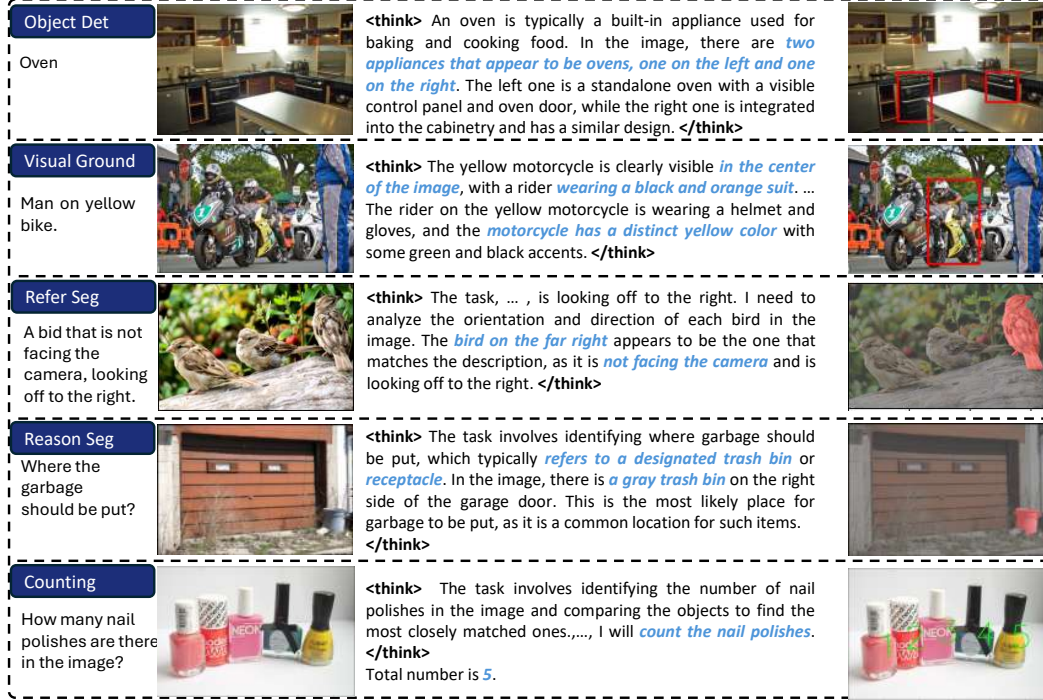 Object Det
Oven
<think> An oven is typically a built-in appliance used for
baking and cooking food. In the image, there are two
appliances that appear to be ovens, one on the left and one
on the right. The left one is a standalone oven with a visible
control panel and oven door, while the right one is integrated
into the cabinetry and has a similar design. </think>
Visual Ground
Man on yellow
bike.
<think> The yellow motorcycle is clearly visible in the center
of the image, with a rider wearing a black and orange suit. ...
The rider on the yellow motorcycle is wearing a helmet and
gloves, and the motorcycle has a distinct yellow color with
some green and black accents. </think>
1
1
Refer Seg
A bid that is not
facing the
camera, looking
off to the right.
<think> The task, ... , is looking off to the right. I need to
analyze the orientation and direction of each bird in the
image. The bird on the far right appears to be the one that
matches the description, as it is not facing the camera and is
looking off to the right. </think>
Reason Seg
Where the
garbage
should be put?
<think> The task involves identifying where garbage should
be put, which typically refers to a designated trash bin or
receptacle. In the image, there is a gray trash bin on the right
side of the garage door. This is the most likely place for
garbage to be put, as it is a common location for such items.
</think>
Counting
How many nail
polishes are there
in the image?
NEON
<think> The task involves identifying the number of nail
polishes in the image and comparing the objects to find the
most closely matched ones.,..., I will count the nail polishes.
</think>
Total number is 5.
NEON
1 2 3 4 5